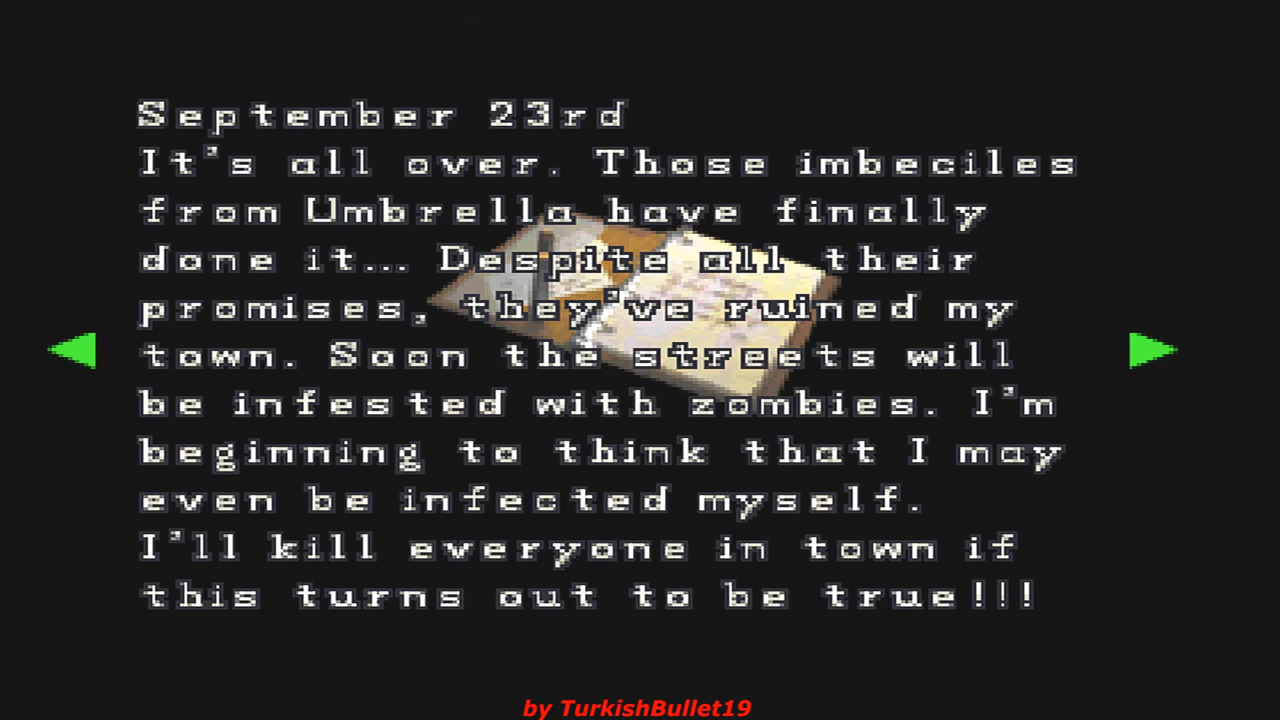 September 23rd
It's all over. Those imbeciles
from Umbrella have finally
done it... Despite all their
promises, they've ruined my
town. Soon the streets will
be infested with zombies. I'm
beginning to think that I may
even be infected myself.
I'll kill everyone in town if
this turns out to be true!!!
by TurkishBullet19